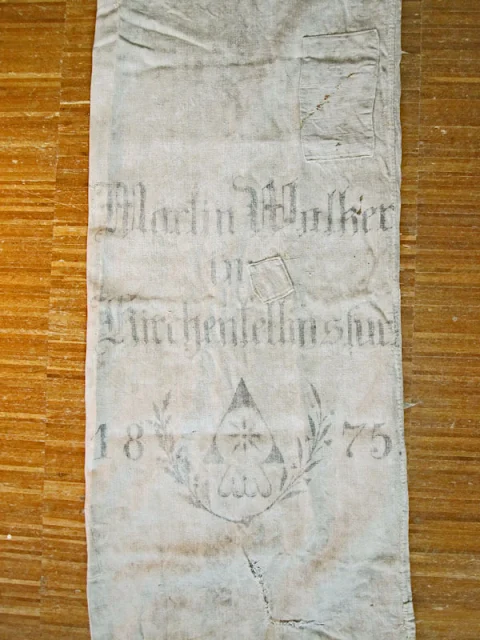 Martin Walker
in
Kirchentellinsfurt
18 75.